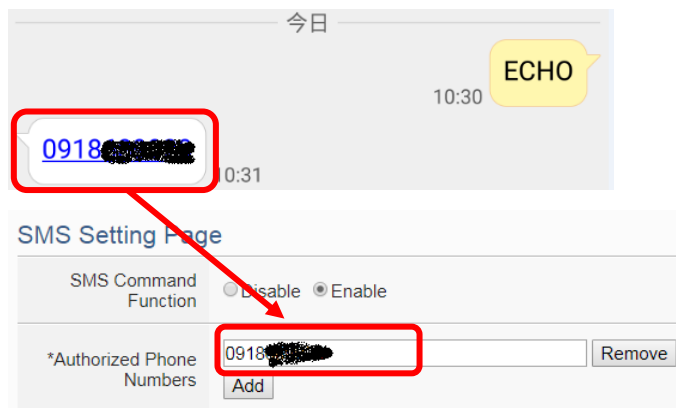 今日
ECHO
10:30
0918
10:31
SMS Setting Page
SMS Command
Function
Disable Enable
*Authorized Phone
Numbers
0918
Remove
Add